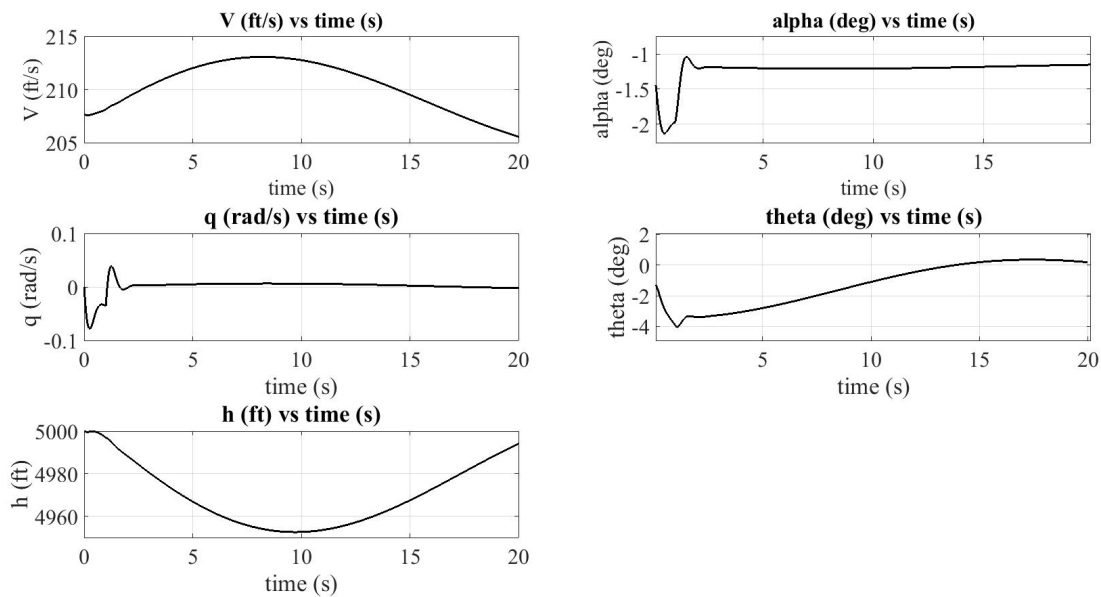 V (ft/s) vs time (s)
V (ft/s)
215
210
205
0 5 10 15 20
time (s)
alpha (deg) vs time (s)
alpha (deg)
-1
-1.5
-2
5 10 15
time (s)
q (rad/s) vs time (s)
q (rad/s)
0.1
0
-0.1
0 5 10 15 20
time (s)
theta (deg) vs time (s)
theta (deg)
2
0
-2
-4
5 10 15 20
time (s)
h (ft) vs time (s)
h (ft)
5000
4980
4960
0 5 10 15 20
time (s)